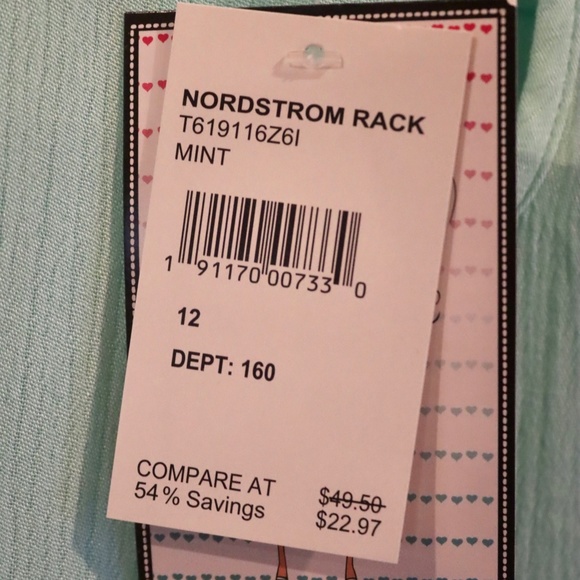 NORDSTROM RACK
T619116Z6I
MINT
1 91170 00733 0
12
DEPT: 160
COMPARE AT $49.50
54% Savings $22.97